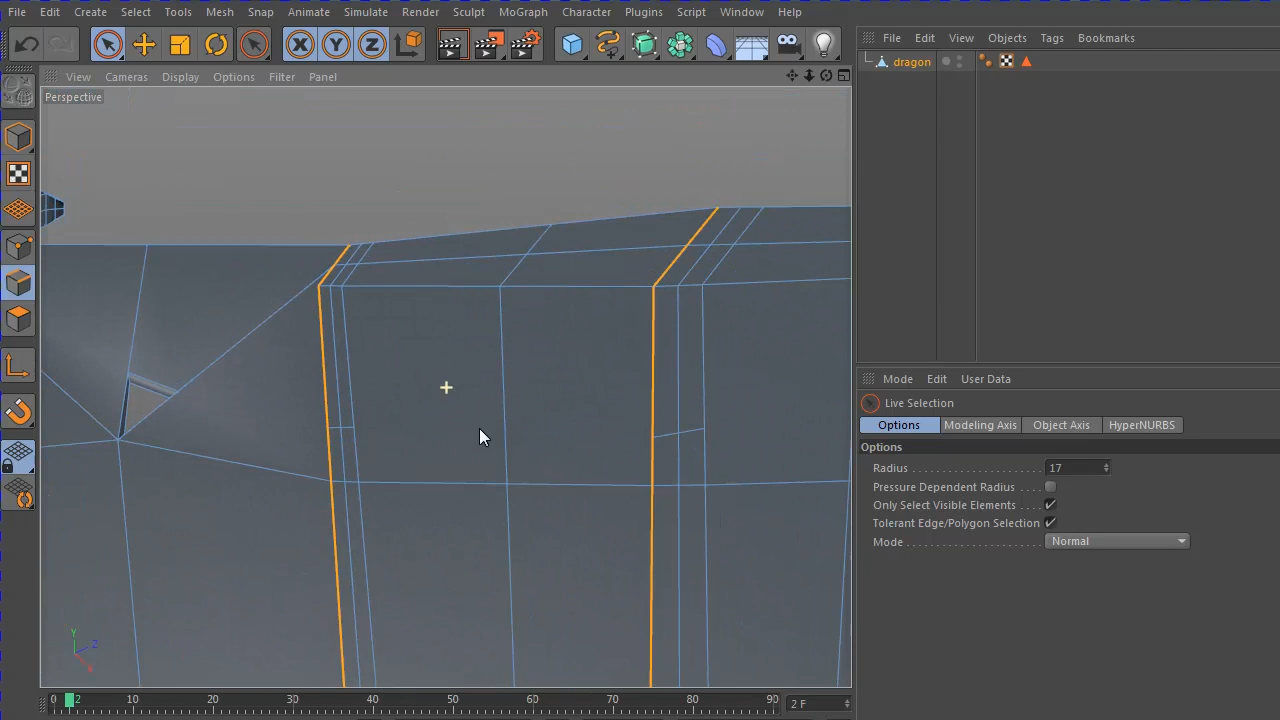 File Edit Create Select Tools Mesh Snap Animate Simulate Render Sculpt MoGraph Character Plugins Script Window Help
X Y Z
File Edit View Objects Tags Bookmarks
dragon
View Cameras Display Options Filter Panel
Perspective
Mode Edit User Data
Live Selection
Options Modeling Axis Object Axis HyperNURBS
Options
Radius 17
Pressure Dependent Radius
Only Select Visible Elements
Tolerant Edge/Polygon Selection
Mode Normal
Y
Z
X
0 2 10 20 30 40 50 60 70 80 90 2 F